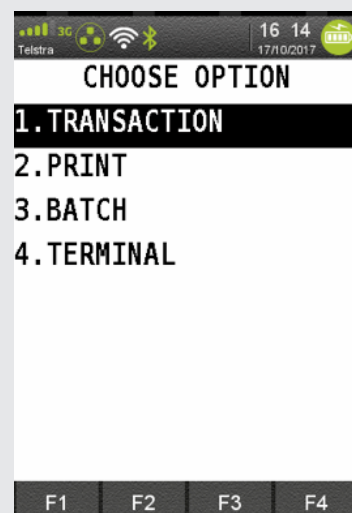 3G 16 14
Telstra 17/10/2017
CHOOSE OPTION
1.TRANSACTION
2.PRINT
3.BATCH
4.TERMINAL
F1 F2 F3 F4